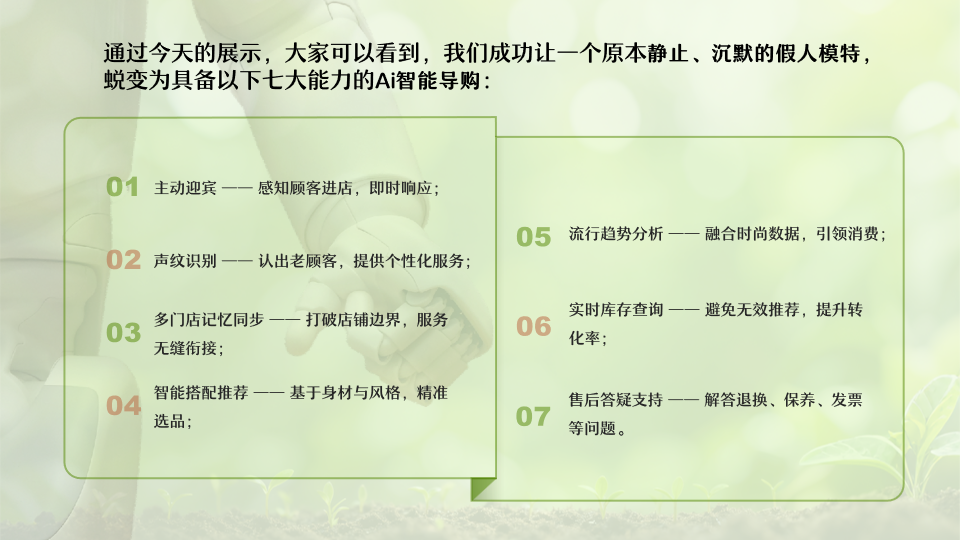 通过今天的展示，大家可以看到，我们成功让一个原本静止、沉默的假人模特，
蜕变为具备以下七大能力的Ai智能导购：
01 主动迎宾 —— 感知顾客进店，即时响应；
02 声纹识别 —— 认出老顾客，提供个性化服务；
03 多门店记忆同步 —— 打破店铺边界，服务
无缝衔接；
04 智能搭配推荐 —— 基于身材与风格，精准
选品；
05 流行趋势分析 —— 融合时尚数据，引领消费；
06 实时库存查询 —— 避免无效推荐，提升转
化率；
07 售后答疑支持 —— 解答退换、保养、发票
等问题。